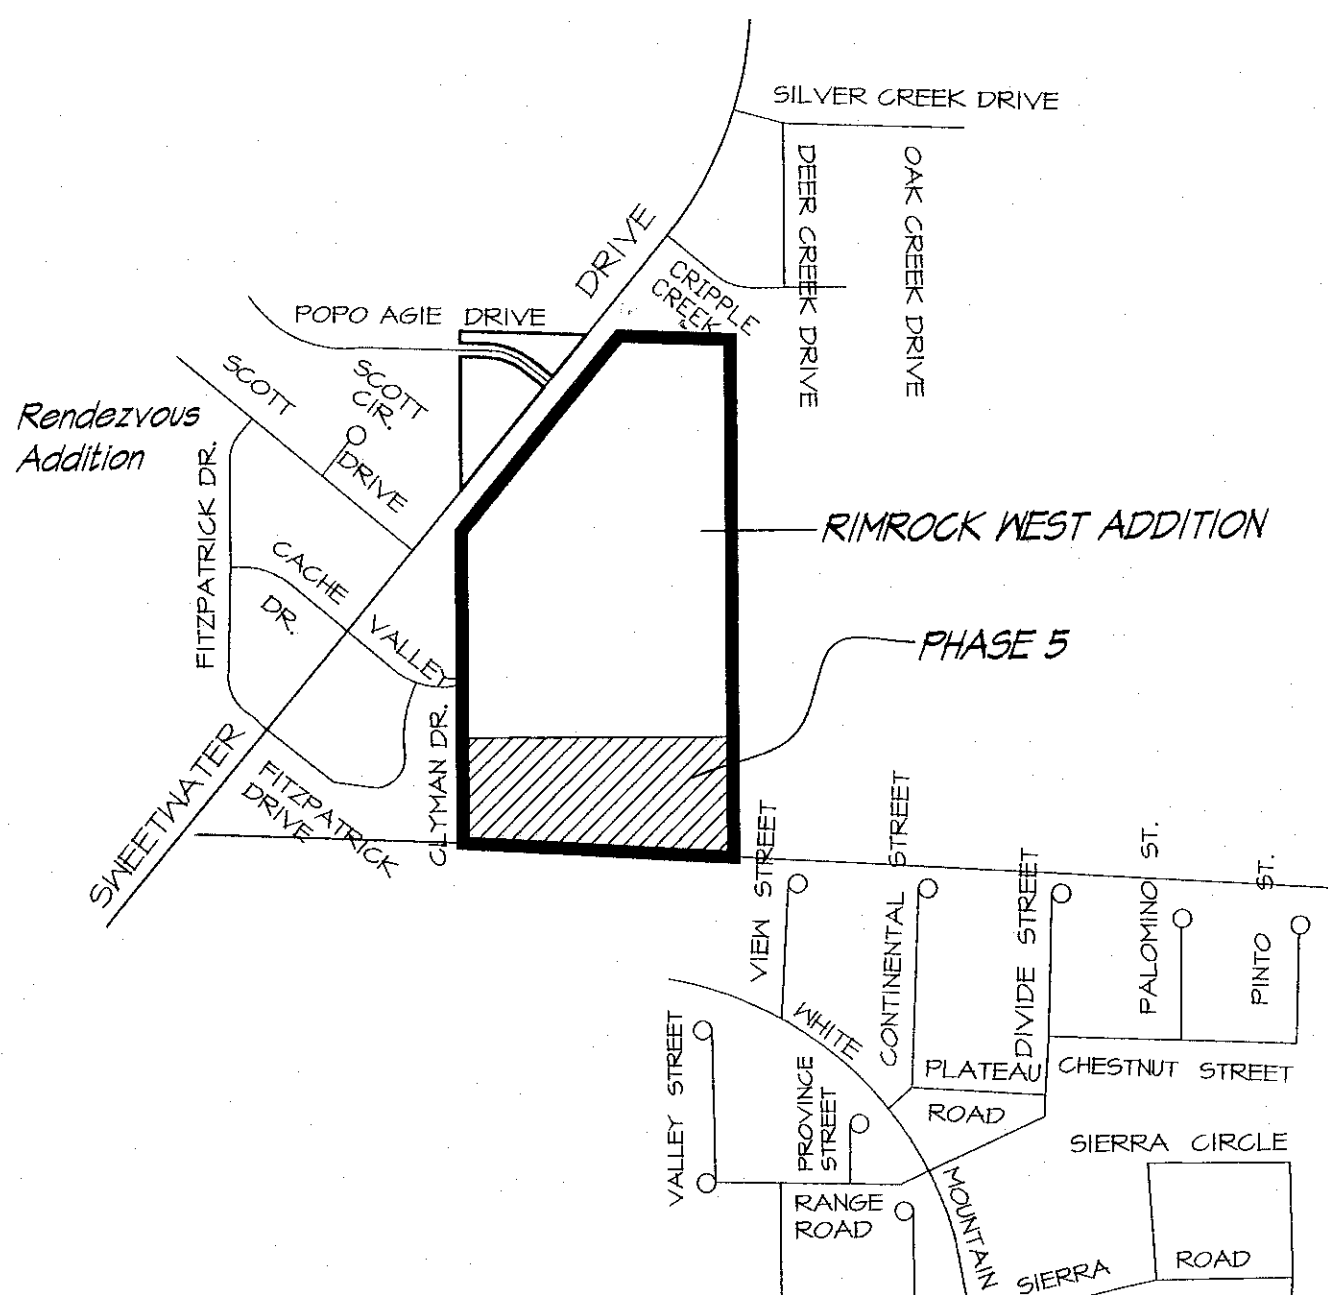 SILVER CREEK DRIVE
DEER CREEK DRIVE
OAK CREEK DRIVE
DRIVE
CRIPPLE
CREEK
POPO AGIE DRIVE
SCOTT
SCOTT
CIR.
DRIVE
Rendezvous
Addition
FITZPATRICK DR.
CACHE
DR.
VALLEY
RIMROCK WEST ADDITION
PHASE 5
CLYMAN DR.
SWEETWATER
FITZPATRICK
DRIVE
VIEW STREET
CONTINENTAL STREET
DIVIDE STREET
PALOMINO ST.
PINTO ST.
WHITE
VALLEY STREET
PROVINCE
STREET
PLATEAU
ROAD
CHESTNUT STREET
SIERRA CIRCLE
RANGE
ROAD
MOUNTAIN
SIERRA
ROAD